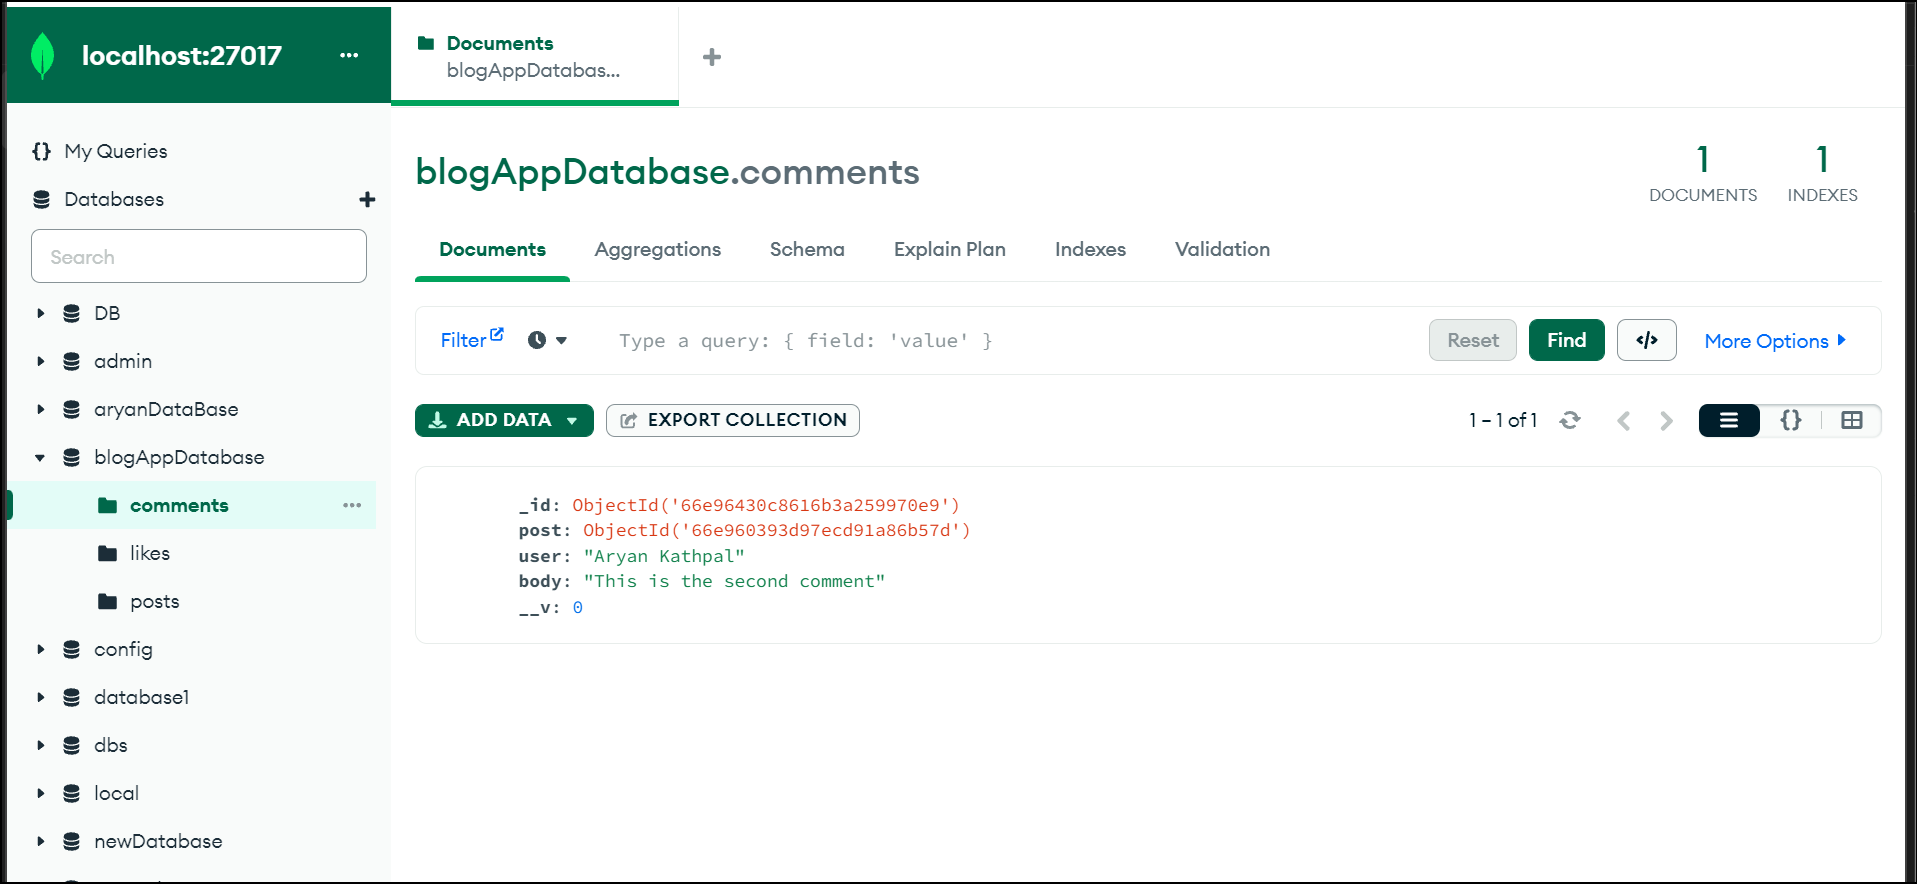 localhost:27017
Documents
blogAppDatabas...
My Queries
Databases
Search
DB
admin
aryanDataBase
blogAppDatabase
comments
likes
posts
config
database1
dbs
local
newDatabase
blogAppDatabase.comments
1
DOCUMENTS
1
INDEXES
Documents Aggregations Schema Explain Plan Indexes Validation
Filter Type a query: { field: 'value' } Reset Find </> More Options
ADD DATA EXPORT COLLECTION 1 – 1 of 1 {}
_id: ObjectId('66e96430c8616b3a259970e9')
post: ObjectId('66e960393d97ecd91a86b57d')
user: "Aryan Kathpal"
body: "This is the second comment"
__v: 0